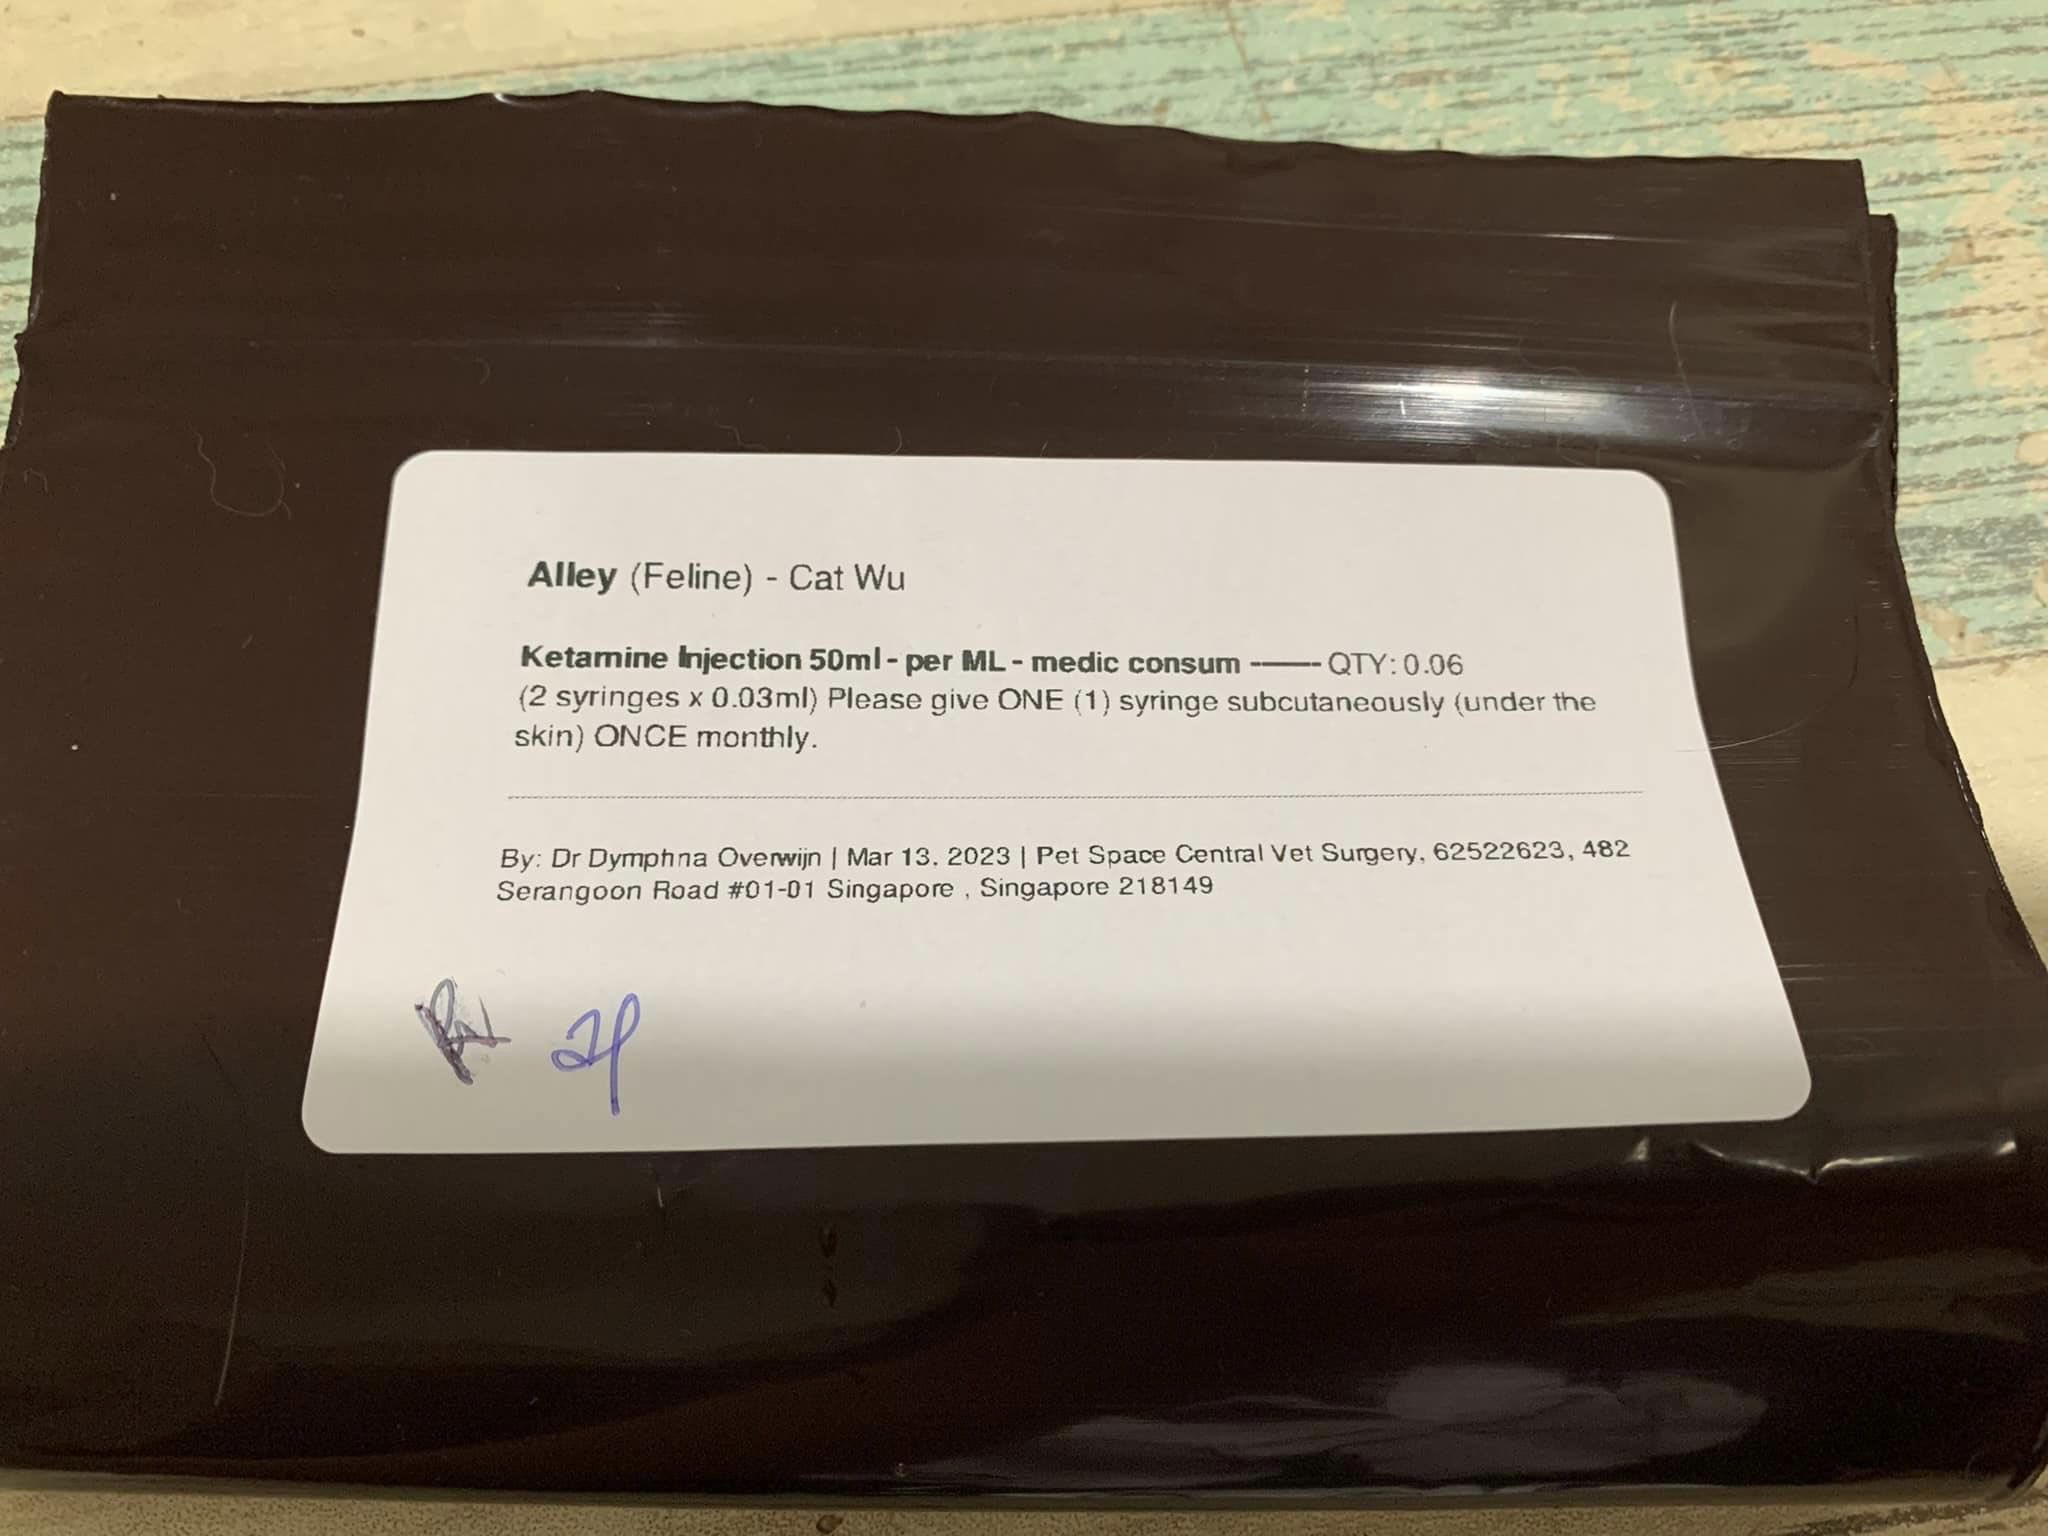 Alley (Feline) - Cat Wu
Ketamine Injection 50ml - per ML - medic consum ------- QTY: 0.06
(2 syringes x 0.03ml) Please give ONE (1) syringe subcutaneously (under the
skin) ONCE monthly.
By: Dr Dymphna Overwijn | Mar 13, 2023 | Pet Space Central Vet Surgery, 62522623, 482
Serangoon Road #01-01 Singapore , Singapore 218149